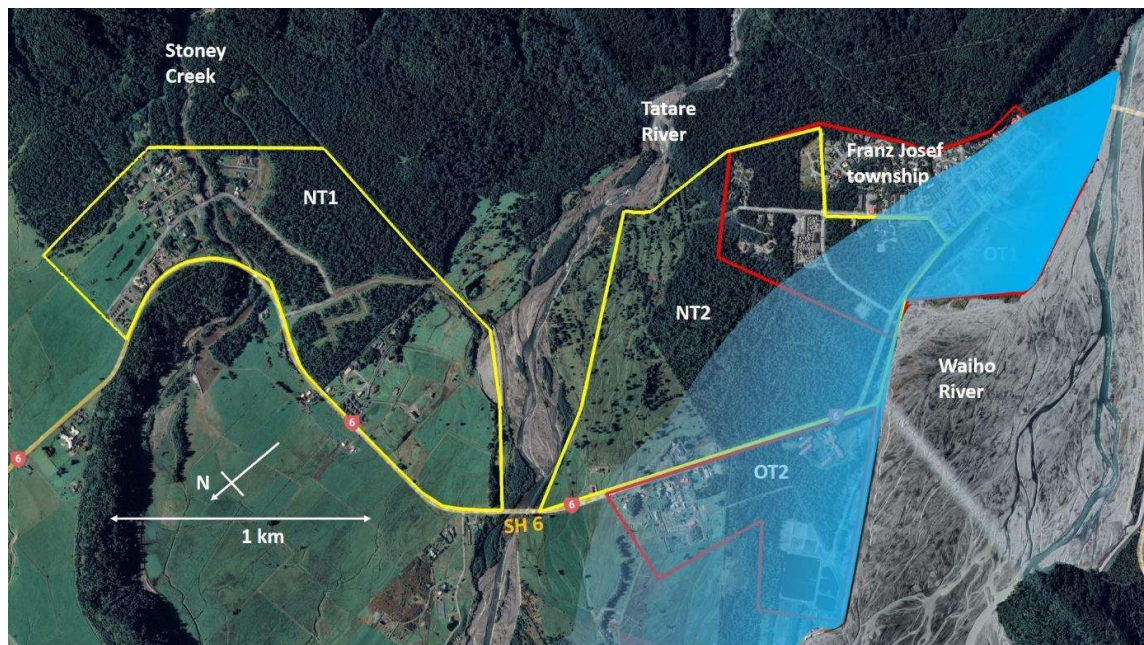 Stoney
Creek
Tatare
River
Franz Josef
township
NT1
OT1
NT2
Waiho
River
6
6
6
6
OT2
N
SH 6
1 km